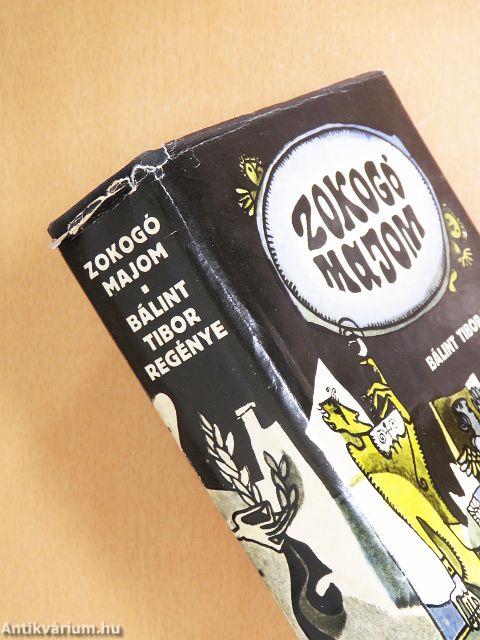 ZOKOGÓ
MAJOM
BÁLINT TIBOR
ZOKOGÓ
MAJOM
•
BÁLINT
TIBOR
REGÉNYE
Antikvárium.hu